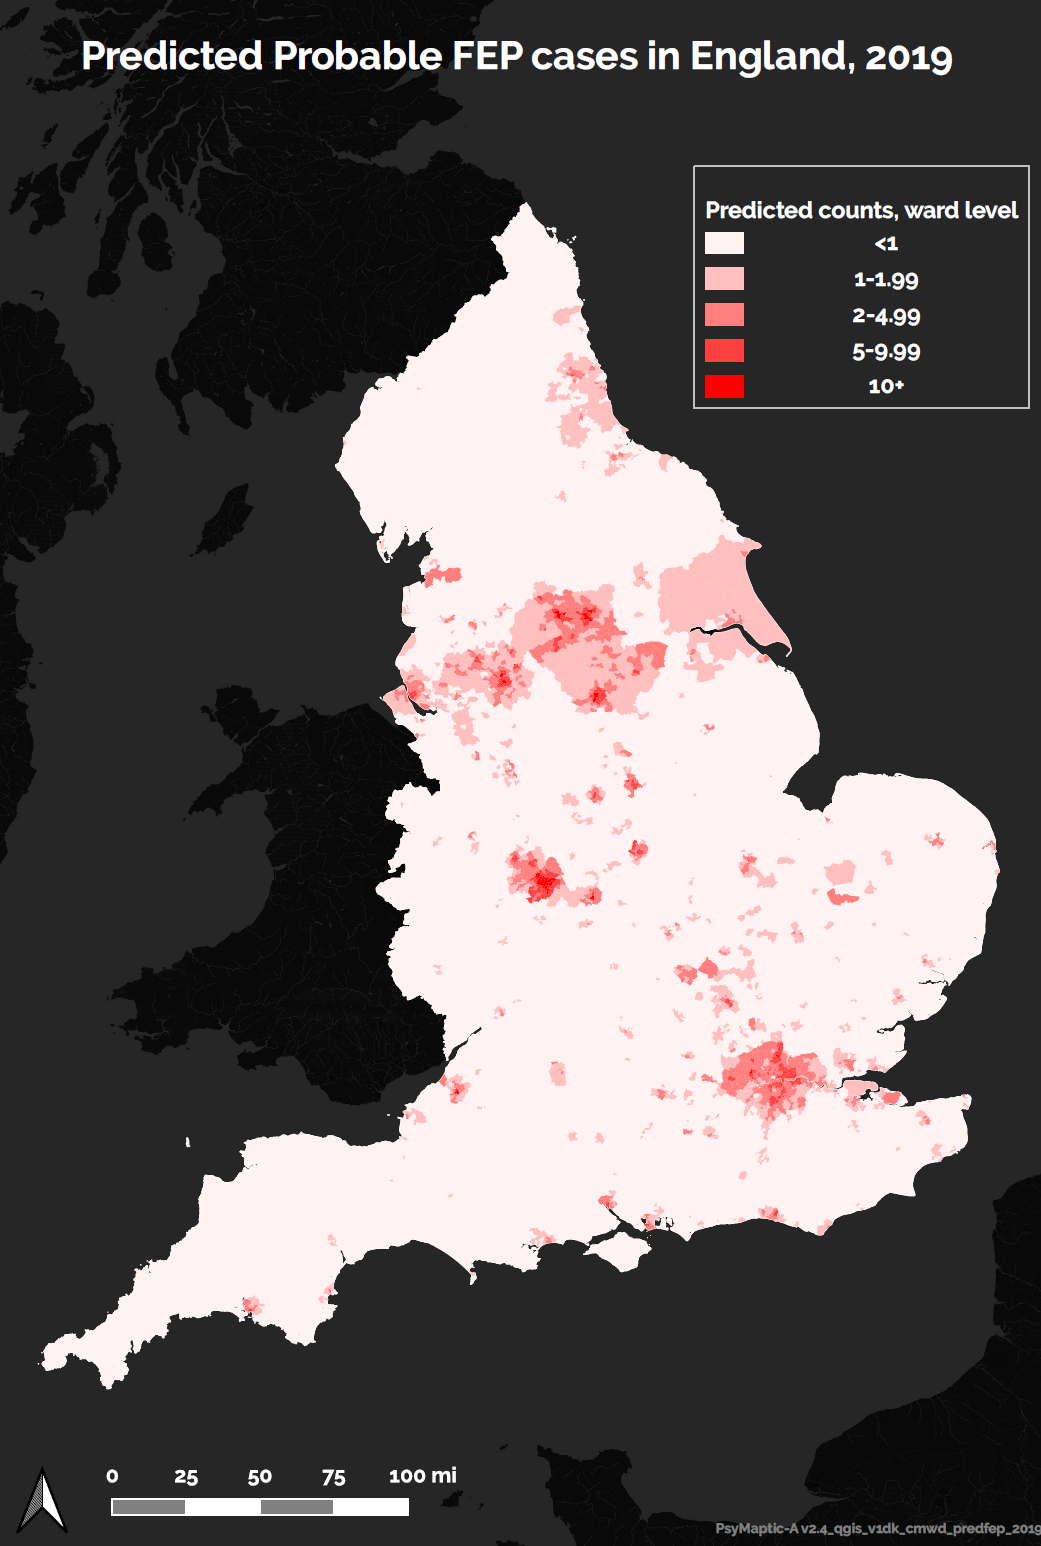 Predicted Probable FEP cases in England, 2019
Predicted counts, ward level
<1
1-1.99
2-4.99
5-9.99
10+
0 25 50 75 100 mi
PsyMaptic-A v2.4_qgis_v1dk_cmwd_predfep_2019